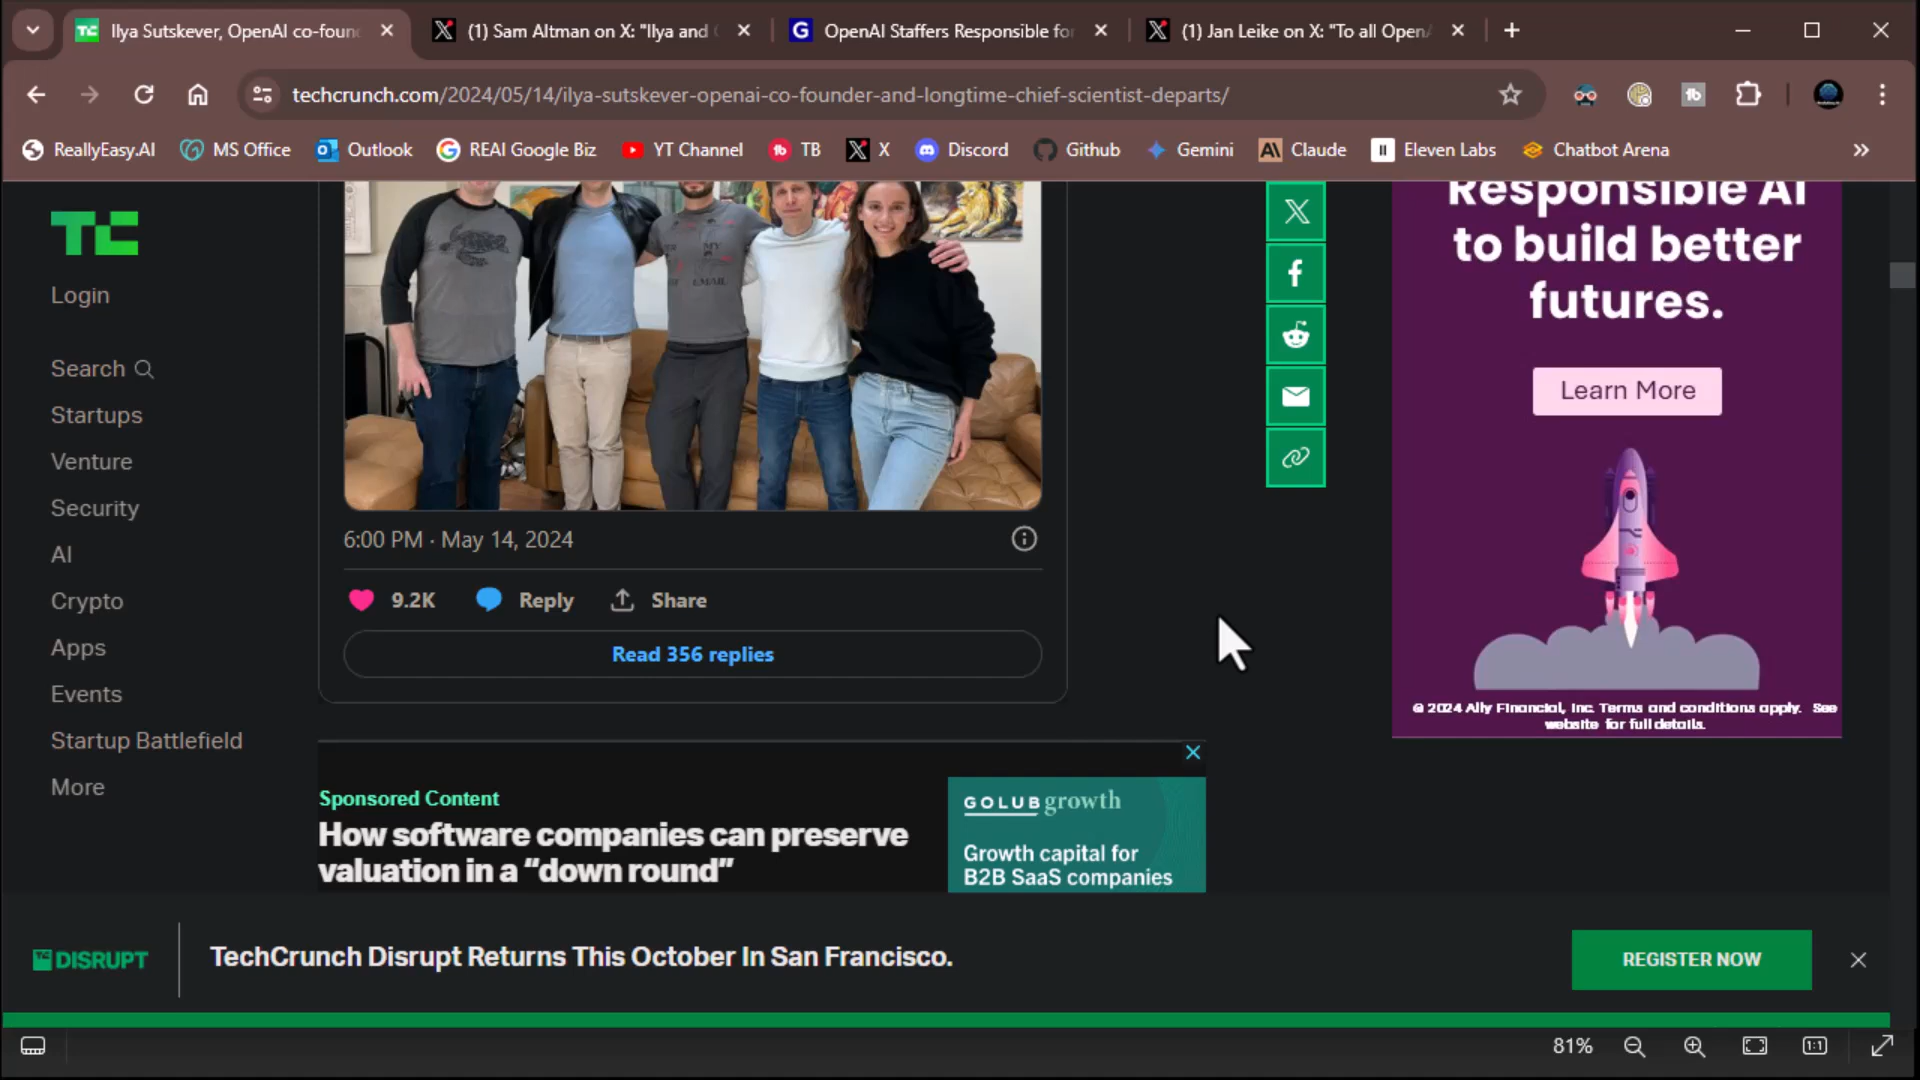 Ilya Sutskever, OpenAI co-foun
(1) Sam Altman on X: "Ilya and
OpenAI Staffers Responsible fo
(1) Jan Leike on X: "To all OpenA
techcrunch.com/2024/05/14/ilya-sutskever-openai-co-founder-and-longtime-chief-scientist-departs/
ReallyEasy.AI
MS Office
Outlook
REAI Google Biz
YT Channel
TB
X
Discord
Github
Gemini
Claude
Eleven Labs
Chatbot Arena
TC
Login
Search
Startups
Venture
Security
AI
Crypto
Apps
Events
Startup Battlefield
More
MY
EMAIL
6:00 PM · May 14, 2024
9.2K
Reply
Share
Read 356 replies
Responsible AI
to build better
futures.
Learn More
© 2024 Ally Financial, Inc. Terms and conditions apply. See
website for full details.
Sponsored Content
How software companies can preserve
valuation in a “down round”
GOLUB growth
Growth capital for
B2B SaaS companies
TC DISRUPT
TechCrunch Disrupt Returns This October In San Francisco.
REGISTER NOW
81%
1:1